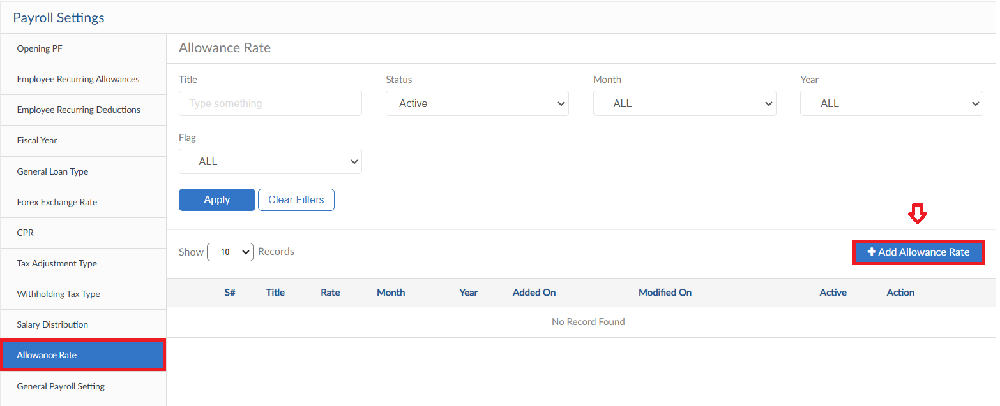 Payroll Settings
Opening PF
Employee Recurring Allowances
Employee Recurring Deductions
Fiscal Year
General Loan Type
Forex Exchange Rate
CPR
Tax Adjustment Type
Withholding Tax Type
Salary Distribution
Allowance Rate
General Payroll Setting
Allowance Rate
Title Status Month Year
Type something Active --ALL-- --ALL--
Flag
--ALL--
Apply Clear Filters
Show 10 Records + Add Allowance Rate
S# Title Rate Month Year Added On Modified On Active Action
No Record Found